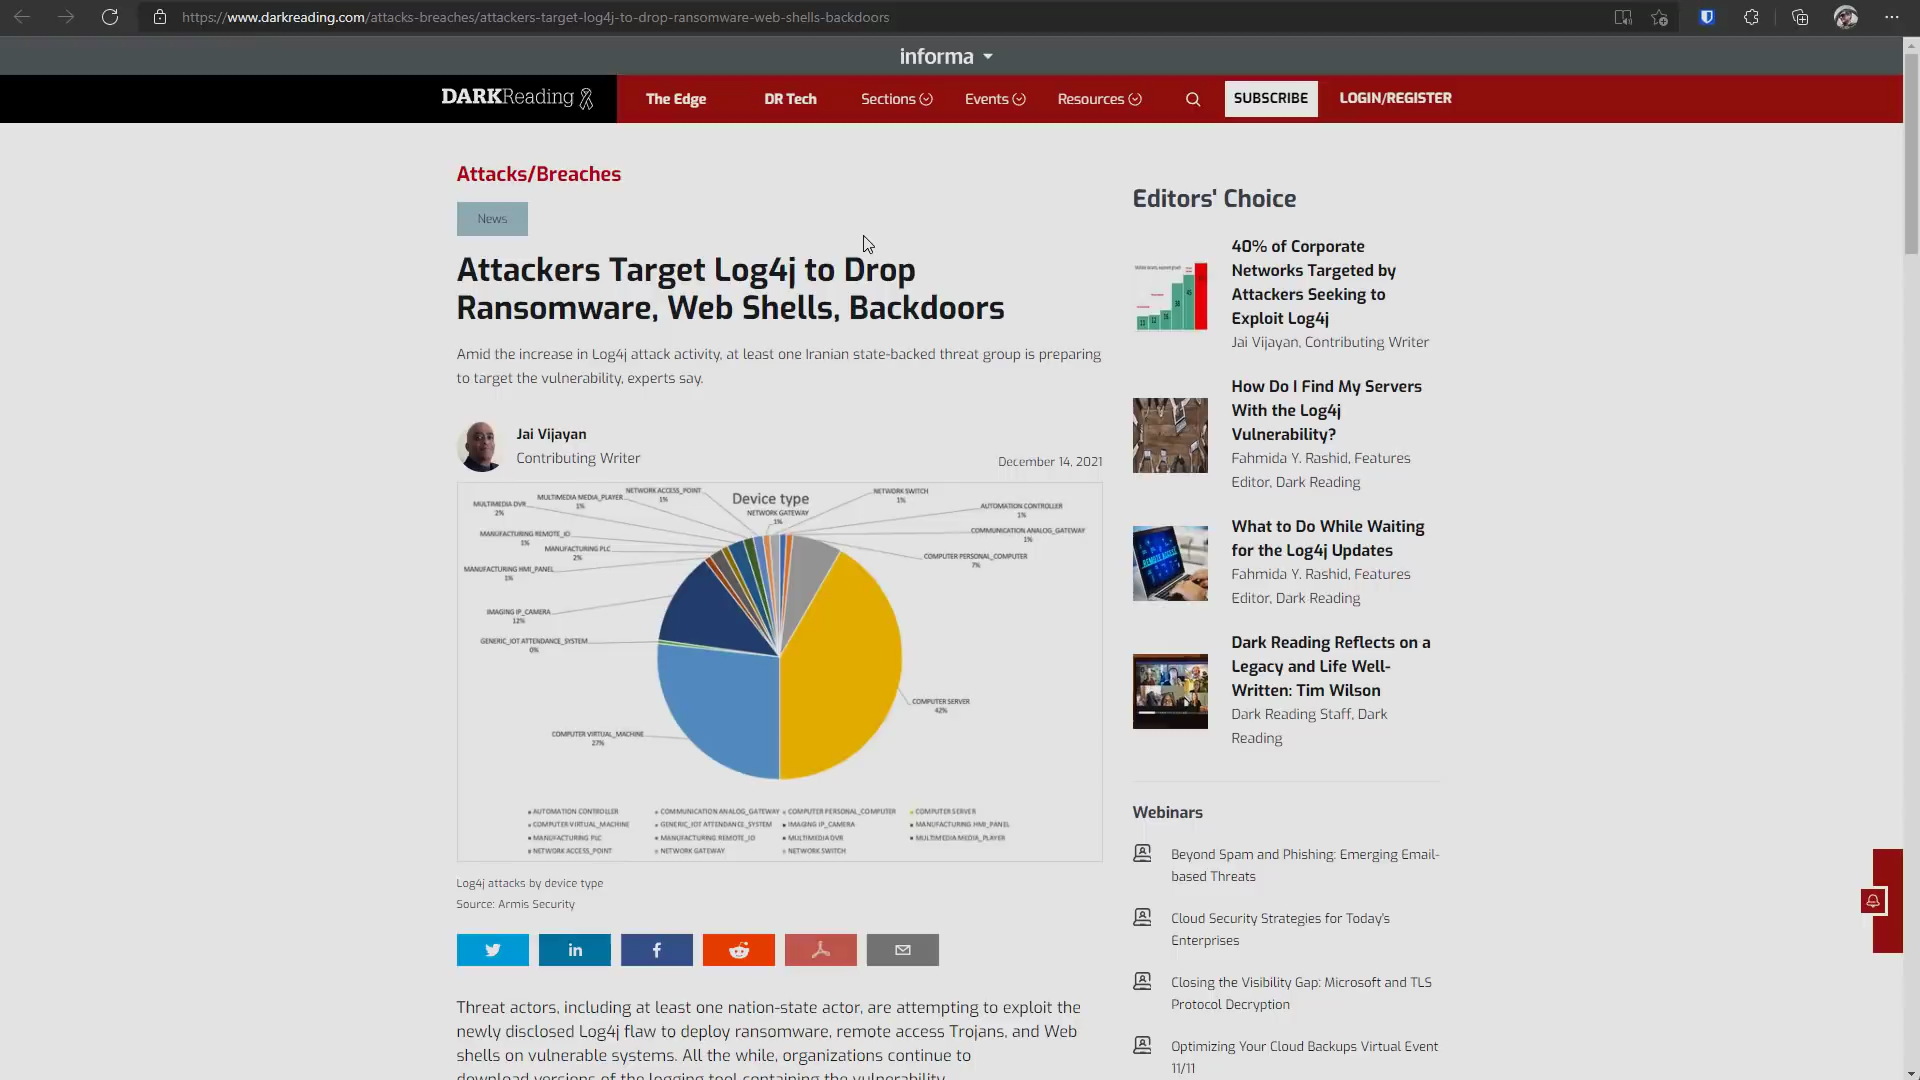 https://www.darkreading.com/attacks-breaches/attackers-target-log4j-to-drop-ransomware-web-shells-backdoors
informa
DARKReading
The Edge
DR Tech
Sections
Events
Resources
SUBSCRIBE
LOGIN/REGISTER
Attacks/Breaches
News
Attackers Target Log4j to Drop
Ransomware, Web Shells, Backdoors
Amid the increase in Log4j attack activity, at least one Iranian state-backed threat group is preparing
to target the vulnerability, experts say.
Jai Vijayan
Contributing Writer
December 14, 2021
Device type
NETWORK ACCESS_POINT
1%
MULTIMEDIA MEDIA_PLAYER
1%
MULTIMEDIA DVR
2%
NETWORK GATEWAY
1%
NETWORK SWITCH
1%
AUTOMATION CONTROLLER
1%
COMMUNICATION ANALOG_GATEWAY
1%
COMPUTER PERSONAL_COMPUTER
7%
MANUFACTURING REMOTE_IO
1%
MANUFACTURING PLC
2%
MANUFACTURING HMI_PANEL
1%
IMAGING IP_CAMERA
12%
GENERIC_IOT ATTENDANCE_SYSTEM
0%
COMPUTER SERVER
42%
COMPUTER VIRTUAL_MACHINE
27%
AUTOMATION CONTROLLER COMMUNICATION ANALOG_GATEWAY COMPUTER PERSONAL_COMPUTER COMPUTER SERVER
COMPUTER VIRTUAL_MACHINE GENERIC_IOT ATTENDANCE_SYSTEM IMAGING IP_CAMERA MANUFACTURING HMI_PANEL
MANUFACTURING PLC MANUFACTURING REMOTE_IO MULTIMEDIA DVR MULTIMEDIA MEDIA_PLAYER
NETWORK ACCESS_POINT NETWORK GATEWAY NETWORK SWITCH
Log4j attacks by device type
Source: Armis Security
Threat actors, including at least one nation-state actor, are attempting to exploit the
newly disclosed Log4j flaw to deploy ransomware, remote access Trojans, and Web
shells on vulnerable systems. All the while, organizations continue to
download versions of the logging tool containing the vulnerability.
Editors' Choice
40% of Corporate
Networks Targeted by
Attackers Seeking to
Exploit Log4j
Jai Vijayan, Contributing Writer
How Do I Find My Servers
With the Log4j
Vulnerability?
Fahmida Y. Rashid, Features
Editor, Dark Reading
What to Do While Waiting
for the Log4j Updates
Fahmida Y. Rashid, Features
Editor, Dark Reading
Dark Reading Reflects on a
Legacy and Life Well-
Written: Tim Wilson
Dark Reading Staff, Dark
Reading
Webinars
Beyond Spam and Phishing: Emerging Email-
based Threats
Cloud Security Strategies for Today's
Enterprises
Closing the Visibility Gap: Microsoft and TLS
Protocol Decryption
Optimizing Your Cloud Backups Virtual Event
11/11